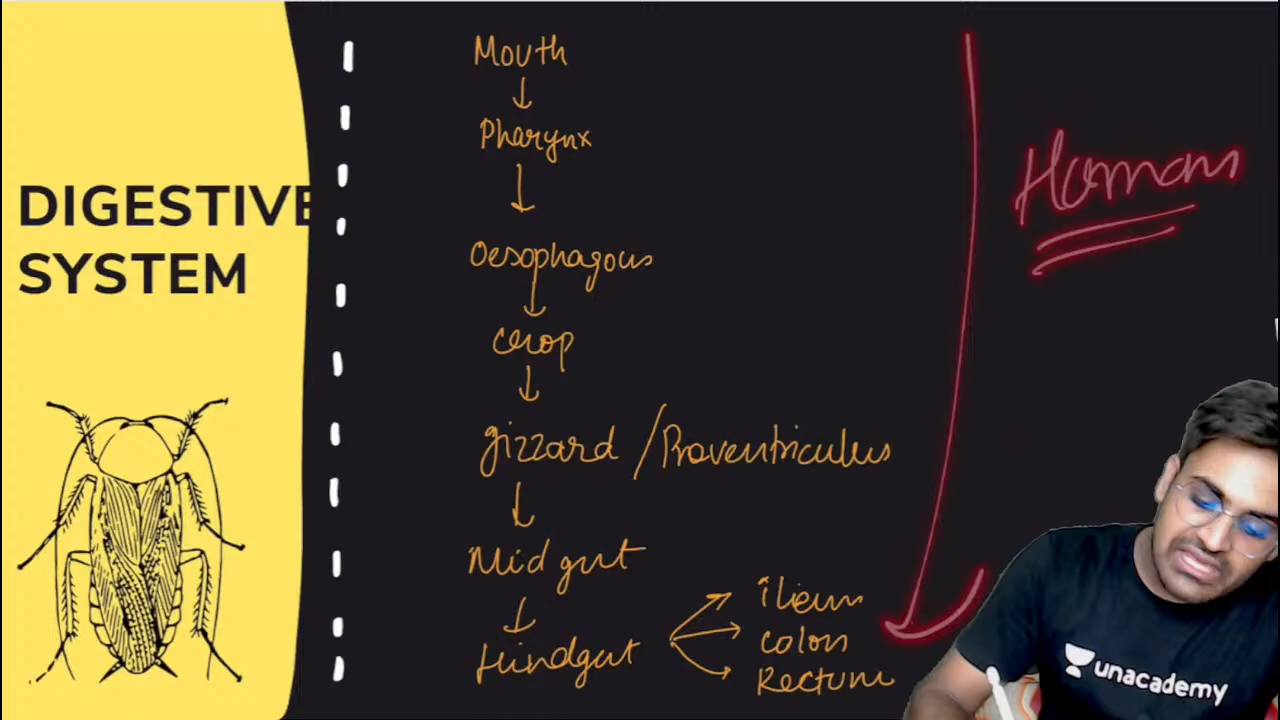 DIGESTIVE
SYSTEM
Mouth
Pharynx
Oesophagous
Crop
gizzard / Proventriculus
Midgut
Hindgut
ileum
colon
Rectum
Humans
unacademy